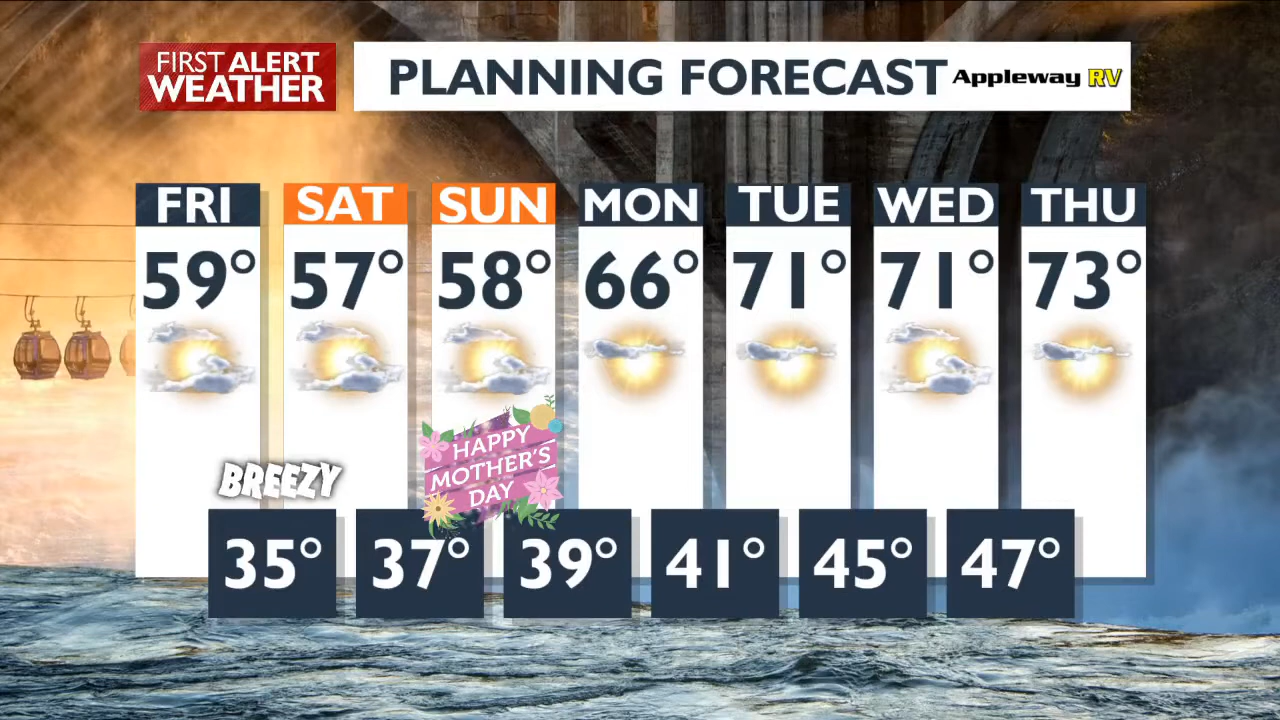 FIRST ALERT
WEATHER
PLANNING FORECAST
Appleway RV
FRI SAT SUN MON TUE WED THU
59° 57° 58° 66° 71° 71° 73°
HAPPY
MOTHER'S
DAY
BREEZY
35° 37° 39° 41° 45° 47°